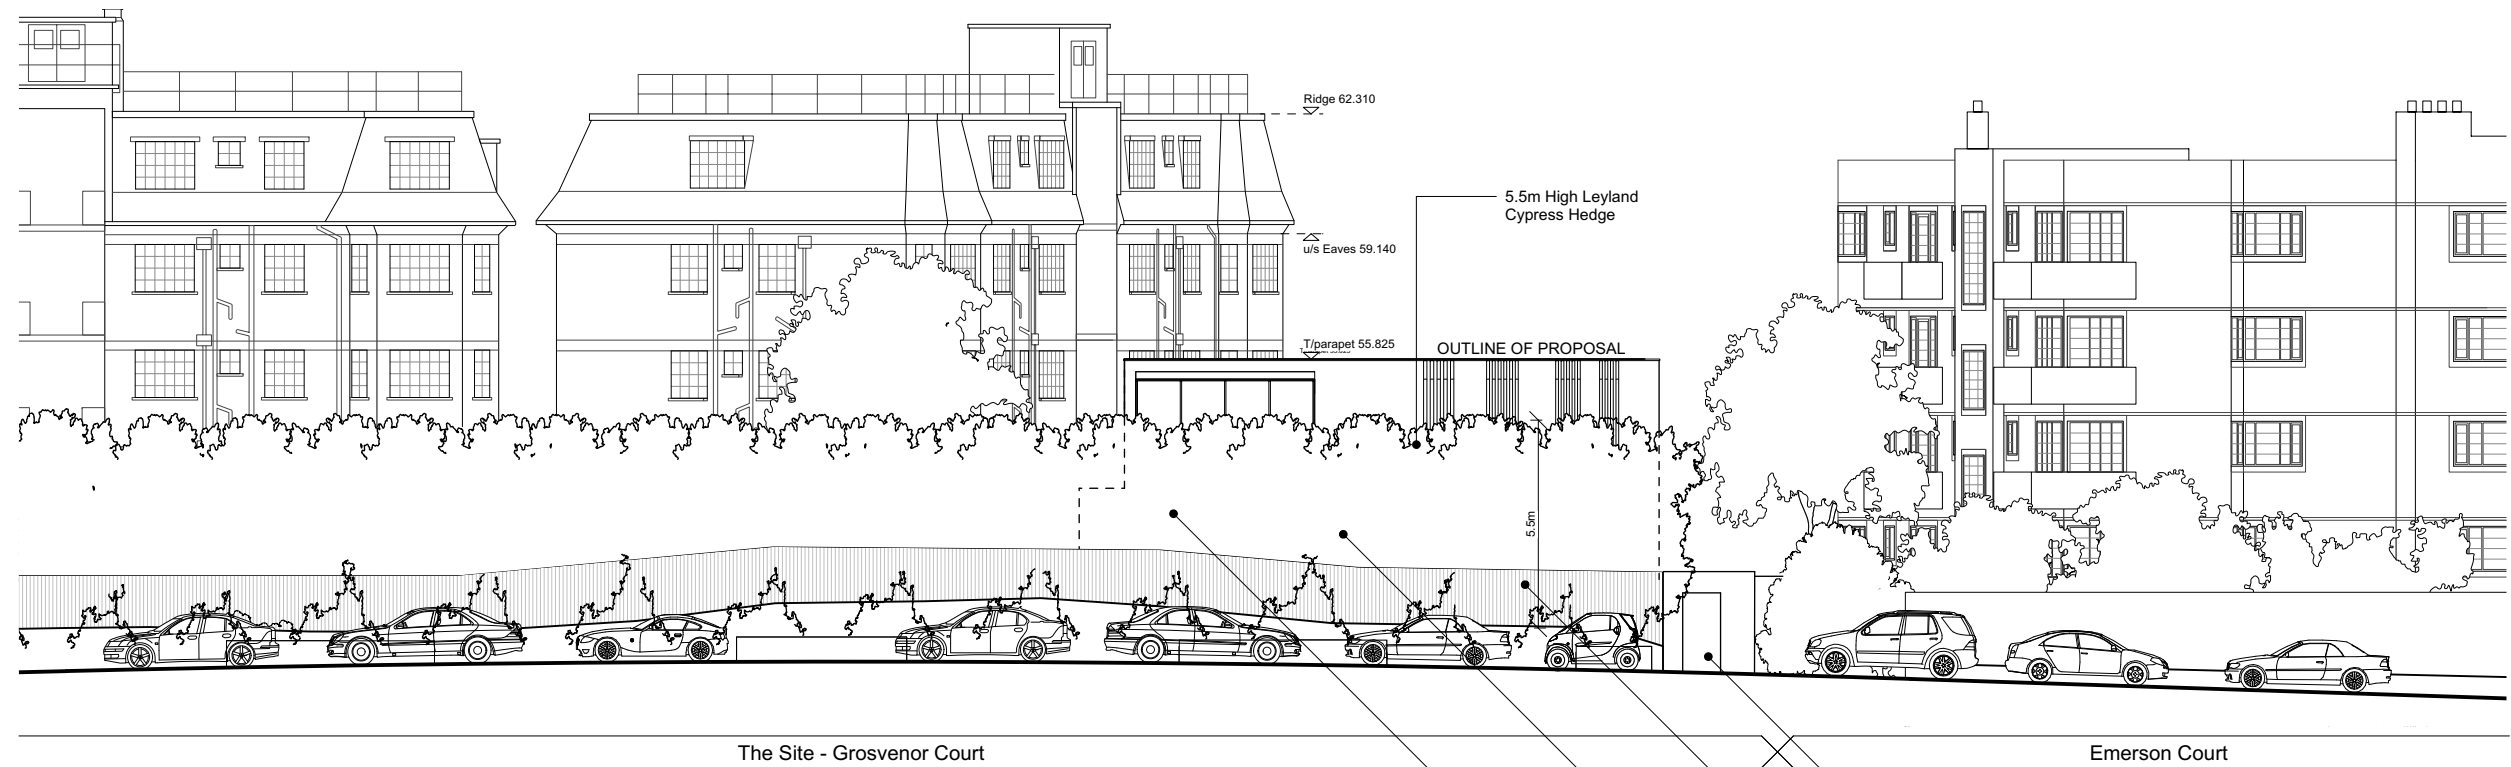 Ridge 62.310
5.5m High Leyland
Cypress Hedge
u/s Eaves 59.140
T/parapet 55.825
OUTLINE OF PROPOSAL
5.5m
The Site - Grosvenor Court
Emerson Court